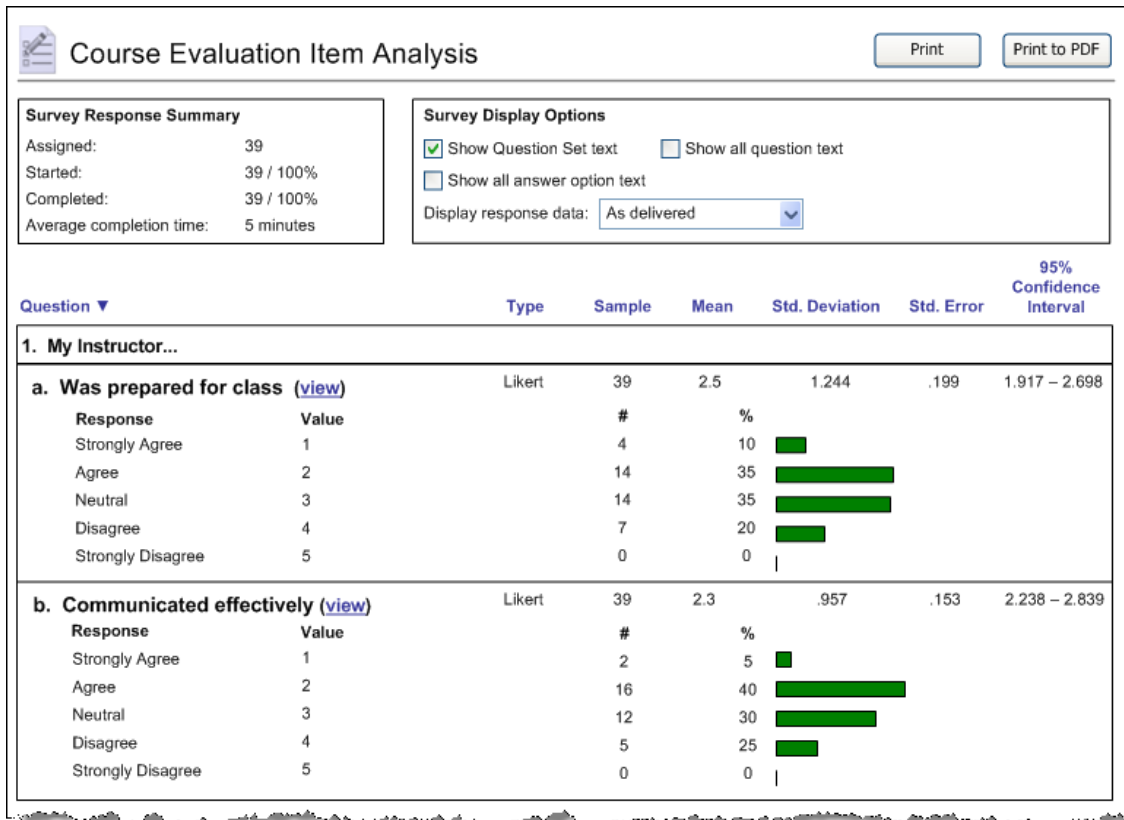 Course Evaluation Item Analysis
Print
Print to PDF
Survey Response Summary
Assigned: 39
Started: 39 / 100%
Completed: 39 / 100%
Average completion time: 5 minutes
Survey Display Options
Show Question Set text Show all question text
Show all answer option text
Display response data: As delivered
Question ▼ Type Sample Mean Std. Deviation Std. Error 95% Confidence Interval
1. My Instructor...
a. Was prepared for class (view) Likert 39 2.5 1.244 .199 1.917 – 2.698
Response Value # %
Strongly Agree 1 4 10
Agree 2 14 35
Neutral 3 14 35
Disagree 4 7 20
Strongly Disagree 5 0 0
b. Communicated effectively (view) Likert 39 2.3 .957 .153 2.238 – 2.839
Response Value # %
Strongly Agree 1 2 5
Agree 2 16 40
Neutral 3 12 30
Disagree 4 5 25
Strongly Disagree 5 0 0